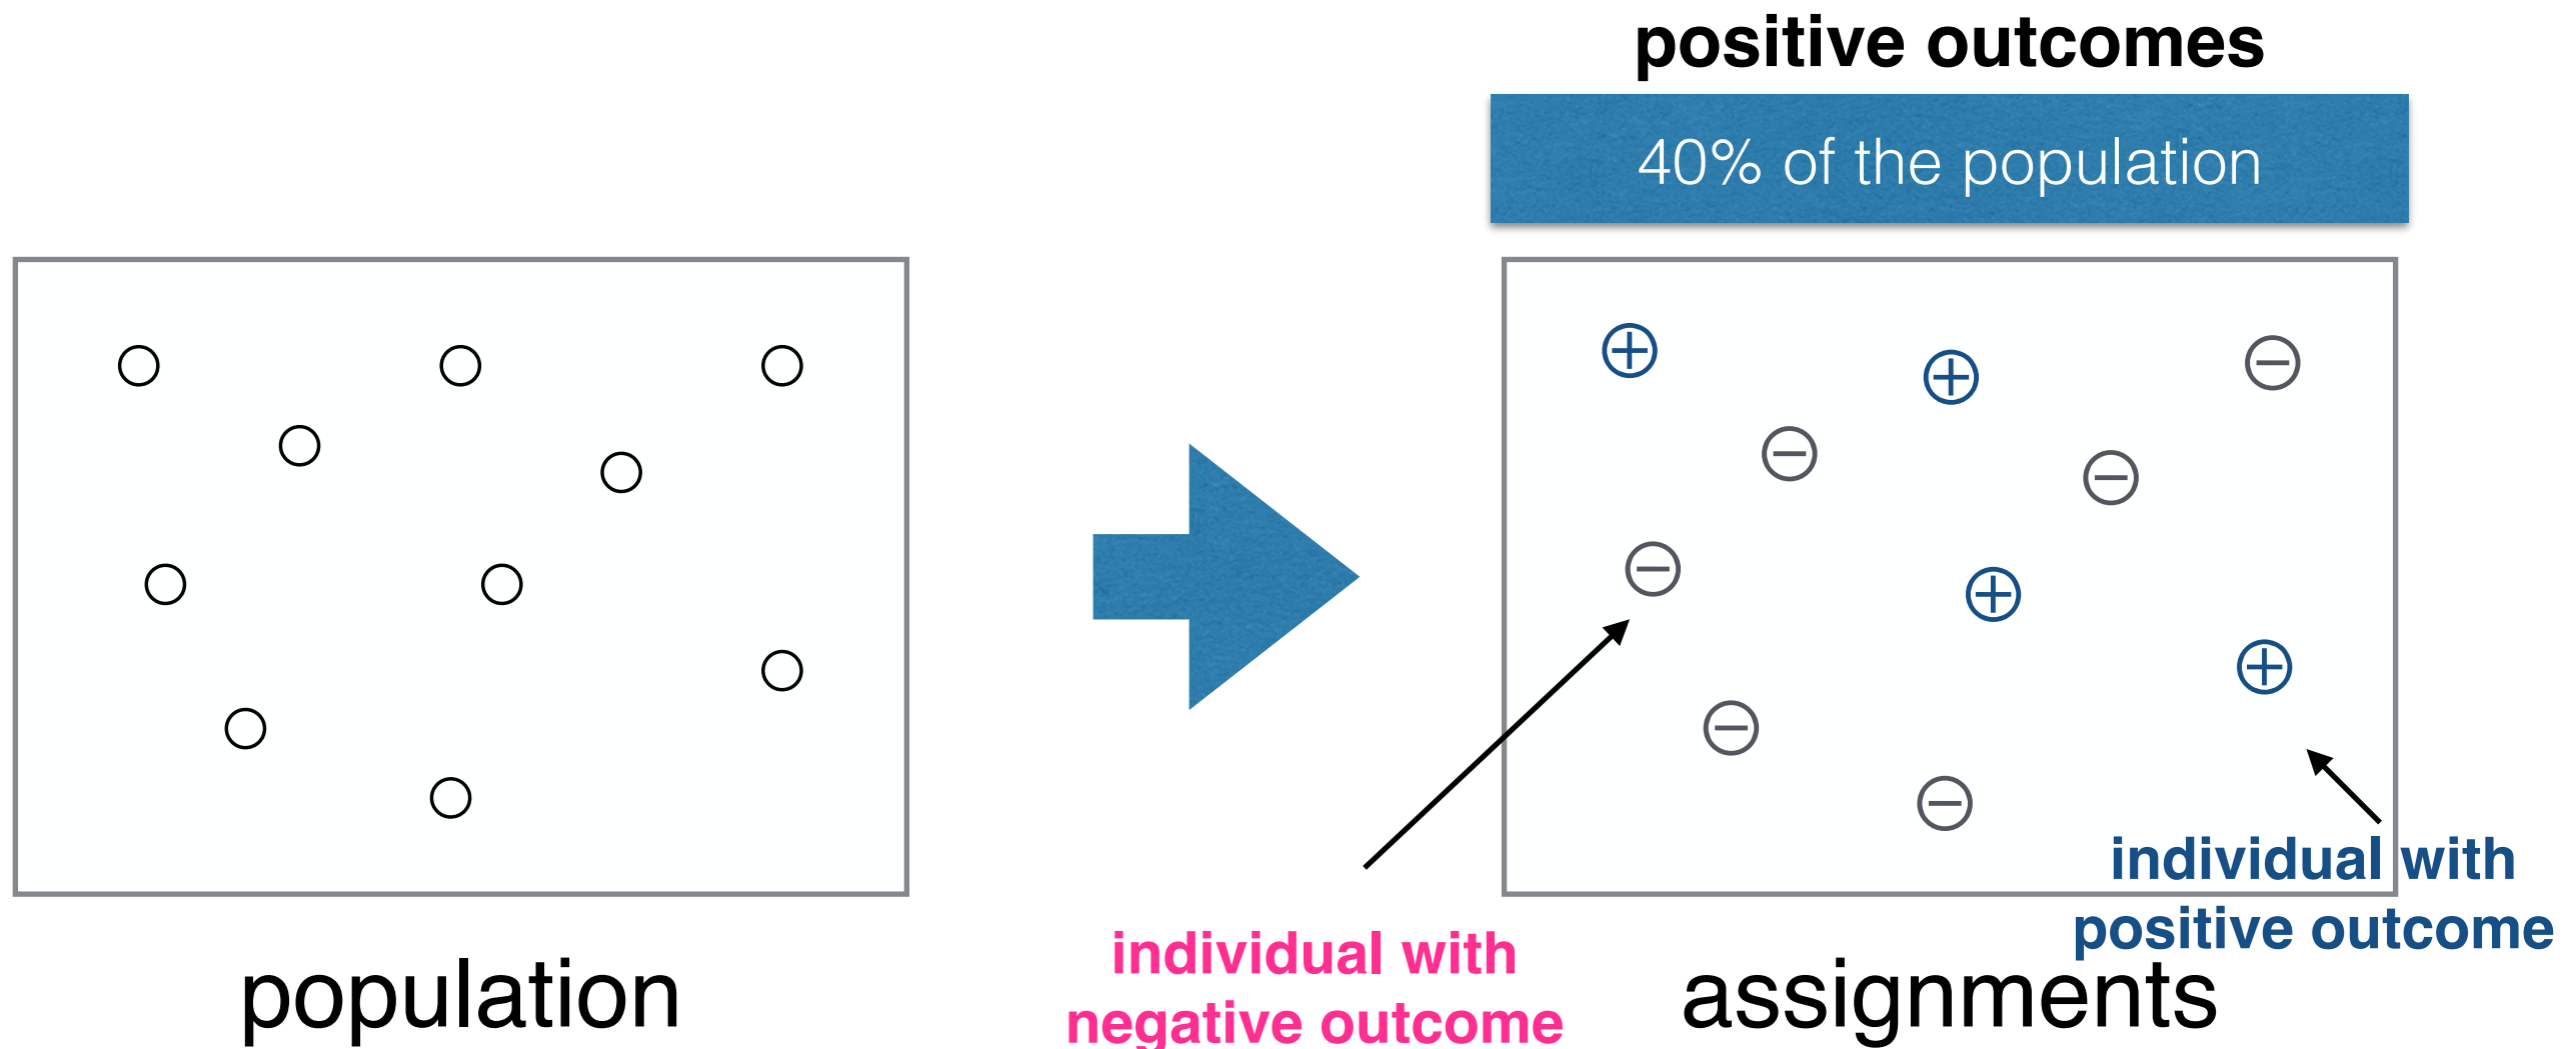 positive outcomes
40% of the population
individual with
positive outcome
individual with
negative outcome
population
assignments